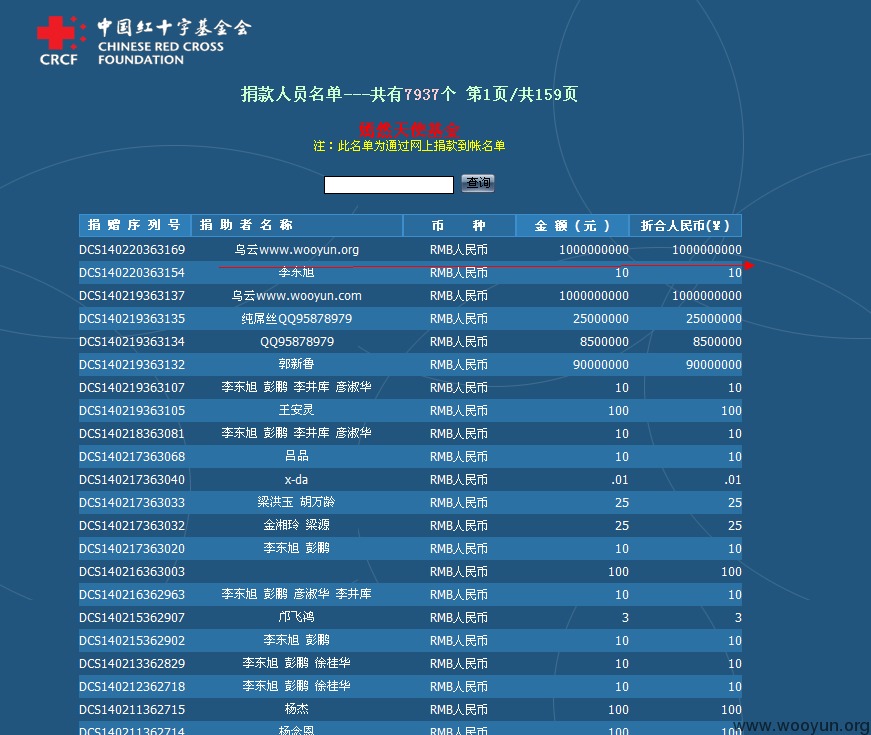 中国红十字基金会
CHINESE RED CROSS
FOUNDATION
CRCF
捐款人员名单---共有7937个 第1页/共159页
嫣然天使基金
注：此名单为通过网上捐款到帐名单
查询
捐 赠 序 列 号 捐 助 者 名 称 币 种 金 额 ( 元 ) 折合人民币(¥)
DCS140220363169 乌云www.wooyun.org RMB人民币 1000000000 1000000000
DCS140220363154 李东旭 RMB人民币 10 10
DCS140219363137 乌云www.wooyun.com RMB人民币 1000000000 1000000000
DCS140219363135 纯屌丝QQ95878979 RMB人民币 25000000 25000000
DCS140219363134 QQ95878979 RMB人民币 8500000 8500000
DCS140219363132 郭新鲁 RMB人民币 90000000 90000000
DCS140219363107 李东旭 彭鹏 李井库 彦淑华 RMB人民币 10 10
DCS140219363105 王安灵 RMB人民币 100 100
DCS140218363081 李东旭 彭鹏 李井库 彦淑华 RMB人民币 10 10
DCS140217363068 吕品 RMB人民币 10 10
DCS140217363040 x-da RMB人民币 .01 .01
DCS140217363033 梁洪玉 胡万龄 RMB人民币 25 25
DCS140217363032 金湘玲 梁源 RMB人民币 25 25
DCS140217363020 李东旭 彭鹏 RMB人民币 10 10
DCS140216363003 RMB人民币 100 100
DCS140216362963 李东旭 彭鹏 彦淑华 李井库 RMB人民币 10 10
DCS140215362907 邝飞鸿 RMB人民币 3 3
DCS140215362902 李东旭 彭鹏 RMB人民币 10 10
DCS140213362829 李东旭 彭鹏 徐桂华 RMB人民币 10 10
DCS140212362718 李东旭 彭鹏 徐桂华 RMB人民币 10 10
DCS140211362715 杨杰 RMB人民币 100 100
DCS140211362714 杨念恩 RMB人民币 100 100
www.wooyun.org